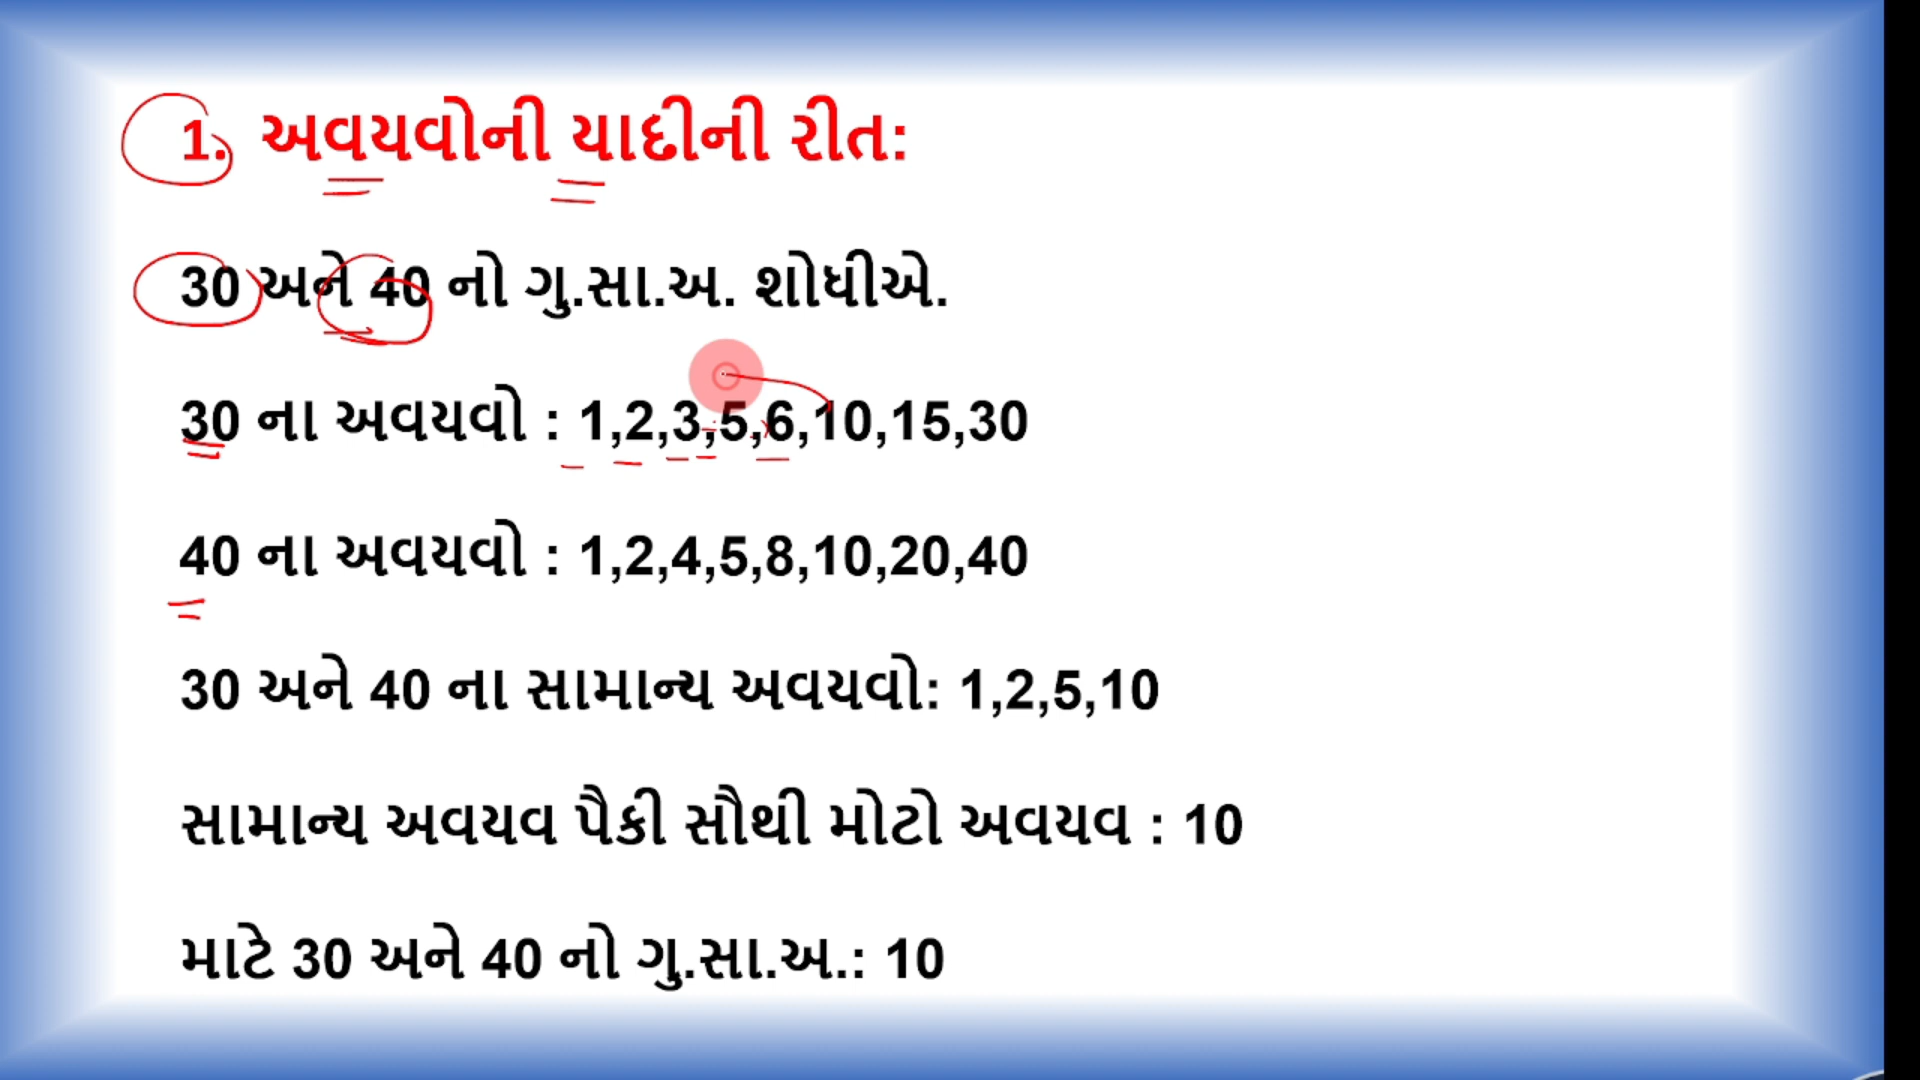 1. અવયવોની યાદીની રીત:
30 અને 40 નો ગુ.સા.અ. શોધીએ.
30 ના અવયવો : 1,2,3,5,6,10,15,30
40 ના અવયવો : 1,2,4,5,8,10,20,40
30 અને 40 ના સામાન્ય અવયવો: 1,2,5,10
સામાન્ય અવયવ પૈકી સૌથી મોટો અવયવ : 10
માટે 30 અને 40 નો ગુ.સા.અ.: 10